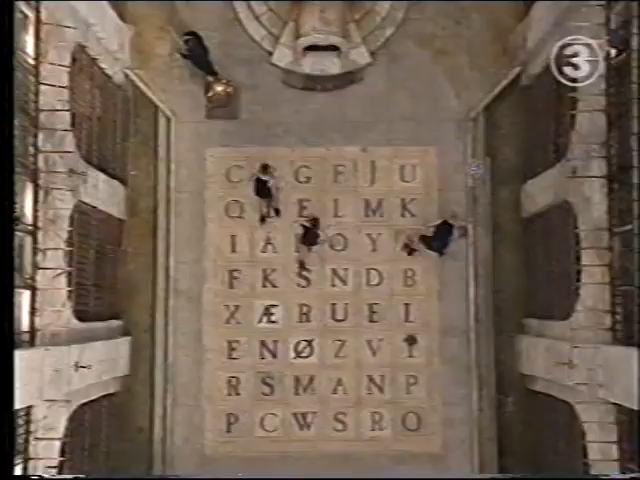 3
C G F J U
Q E L M K
I A O Y
F K S N D B
X Æ R U E L
E N Ø Z V
R S M A N P
P C W S R O